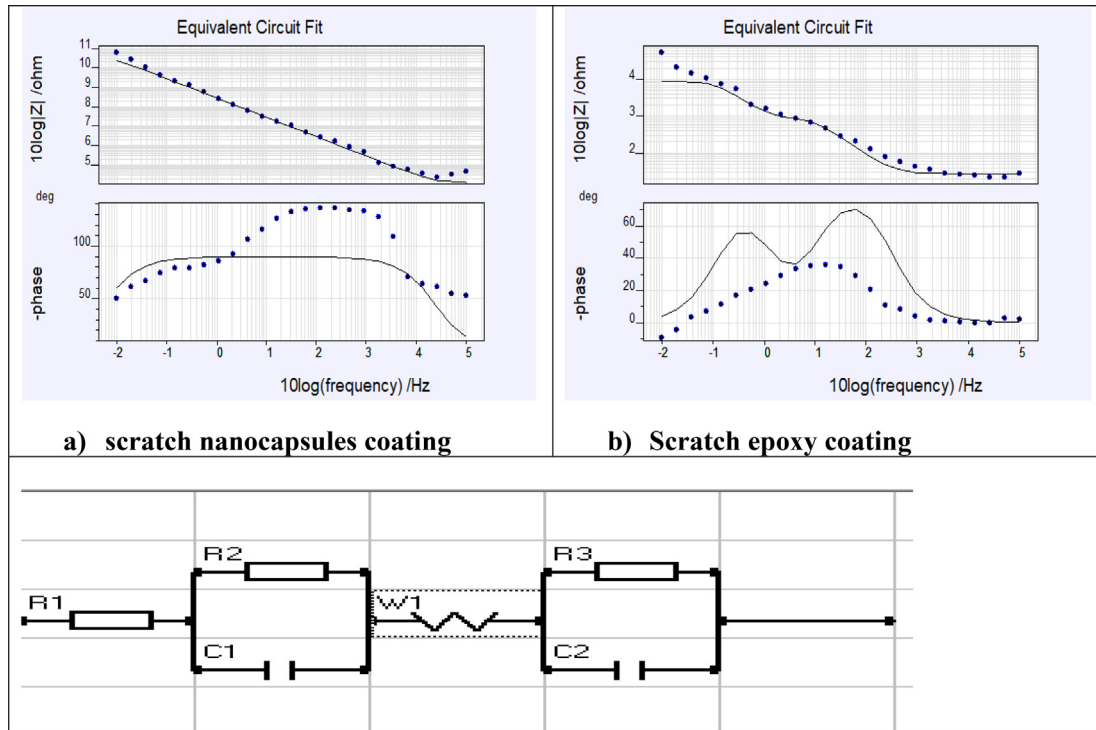 Equivalent Circuit Fit
11
10
9
8
7
6
5
10log|Z| /ohm
deg
100
50
-phase
-2 -1 0 1 2 3 4 5
10log(frequency) /Hz
a) scratch nanocapsules coating
Equivalent Circuit Fit
4
3
2
10log|Z| /ohm
deg
60
40
20
0
-phase
-2 -1 0 1 2 3 4 5
10log(frequency) /Hz
b) Scratch epoxy coating
R2 R3
R1 W1
C1 C2